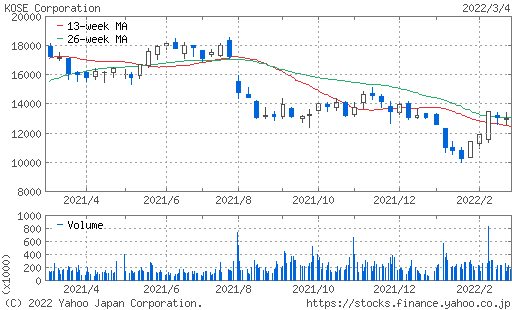 KOSE Corporation 2022/3/4
20000
13-week MA
26-week MA
18000
16000
14000
12000
10000
8000
2021/4 2021/6 2021/8 2021/10 2021/12 2022/2
1000
Volume
800
600
400
200
0
(x1000)
2021/4 2021/6 2021/8 2021/10 2021/12 2022/2
(C) 2022 Yahoo Japan Corporation. https://stocks.finance.yahoo.co.jp/